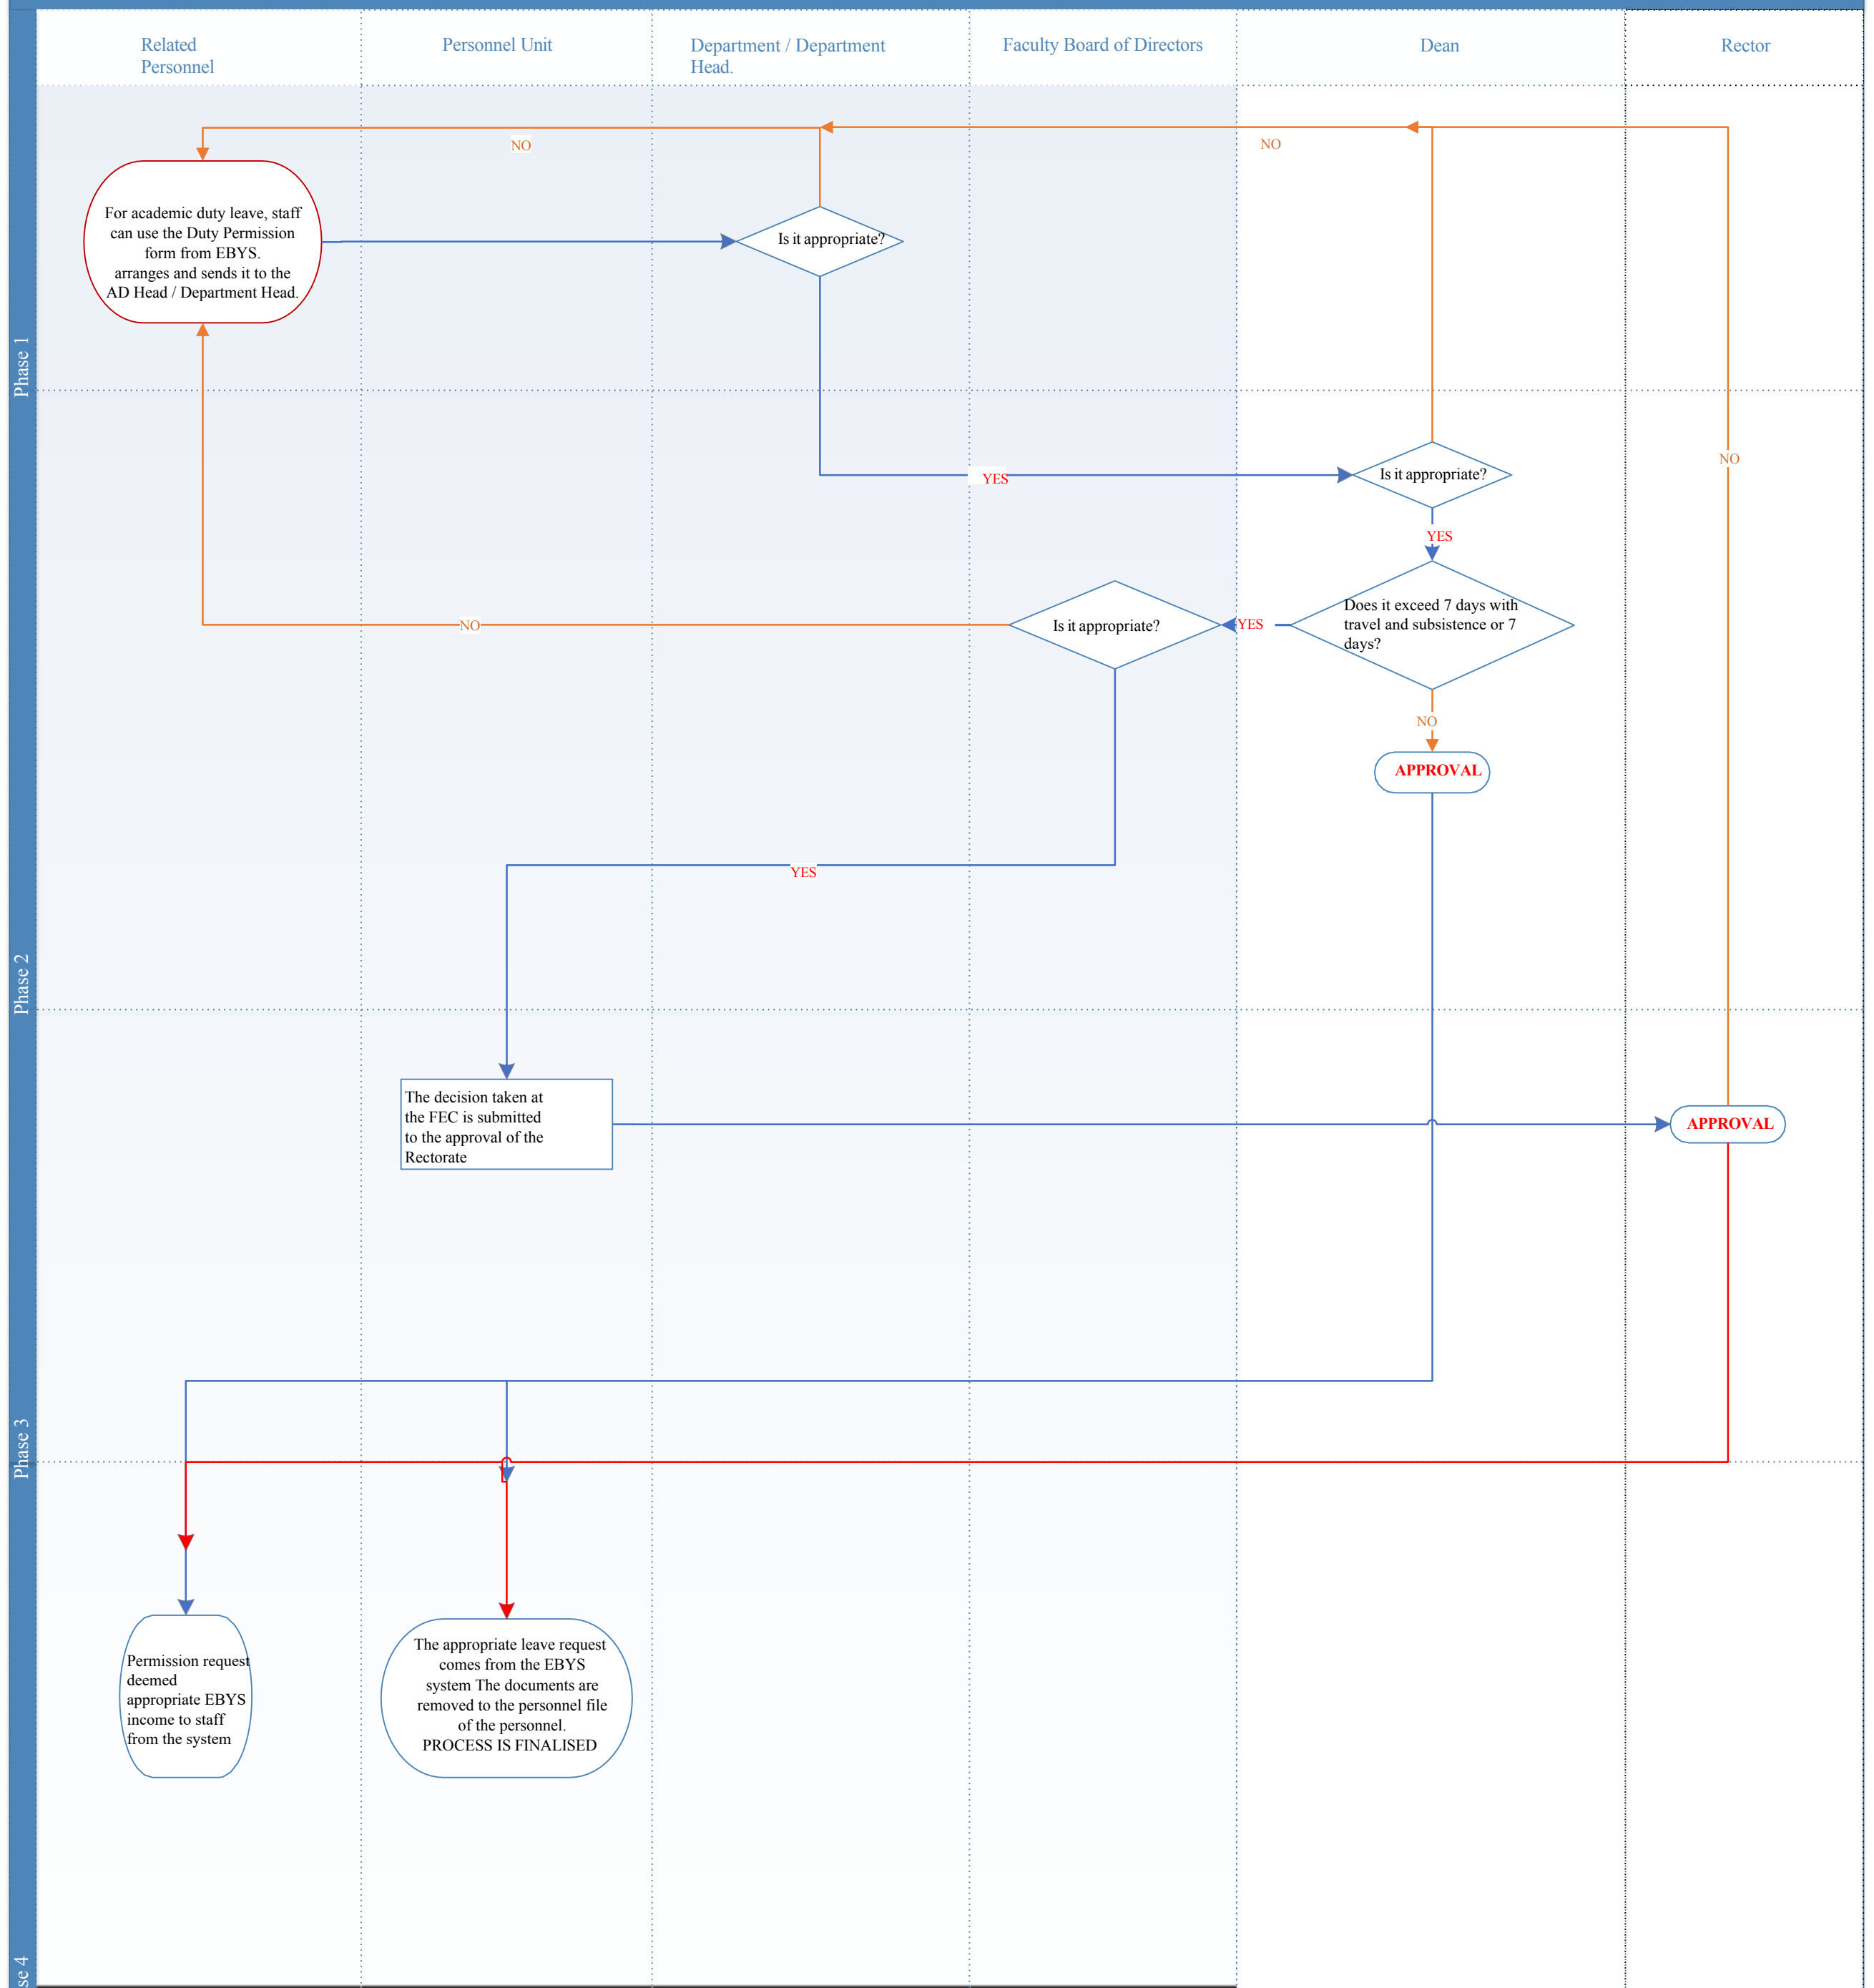 Related
Personnel
Personnel Unit
Department / Department
Head.
Faculty Board of Directors
Dean
Rector
NO
NO
For academic duty leave, staff
can use the Duty Permission
form from EBYS.
arranges and sends it to the
AD Head / Department Head.
Is it appropriate?
Phase 1
NO
YES
Is it appropriate?
YES
Does it exceed 7 days with
travel and subsistence or 7
days?
YES
Is it appropriate?
NO
NO
APPROVAL
YES
Phase 2
The decision taken at
the FEC is submitted
to the approval of the
Rectorate
APPROVAL
Phase 3
Permission request
deemed
appropriate EBYS
income to staff
from the system
The appropriate leave request
comes from the EBYS
system The documents are
removed to the personnel file
of the personnel.
PROCESS IS FINALISED
se 4